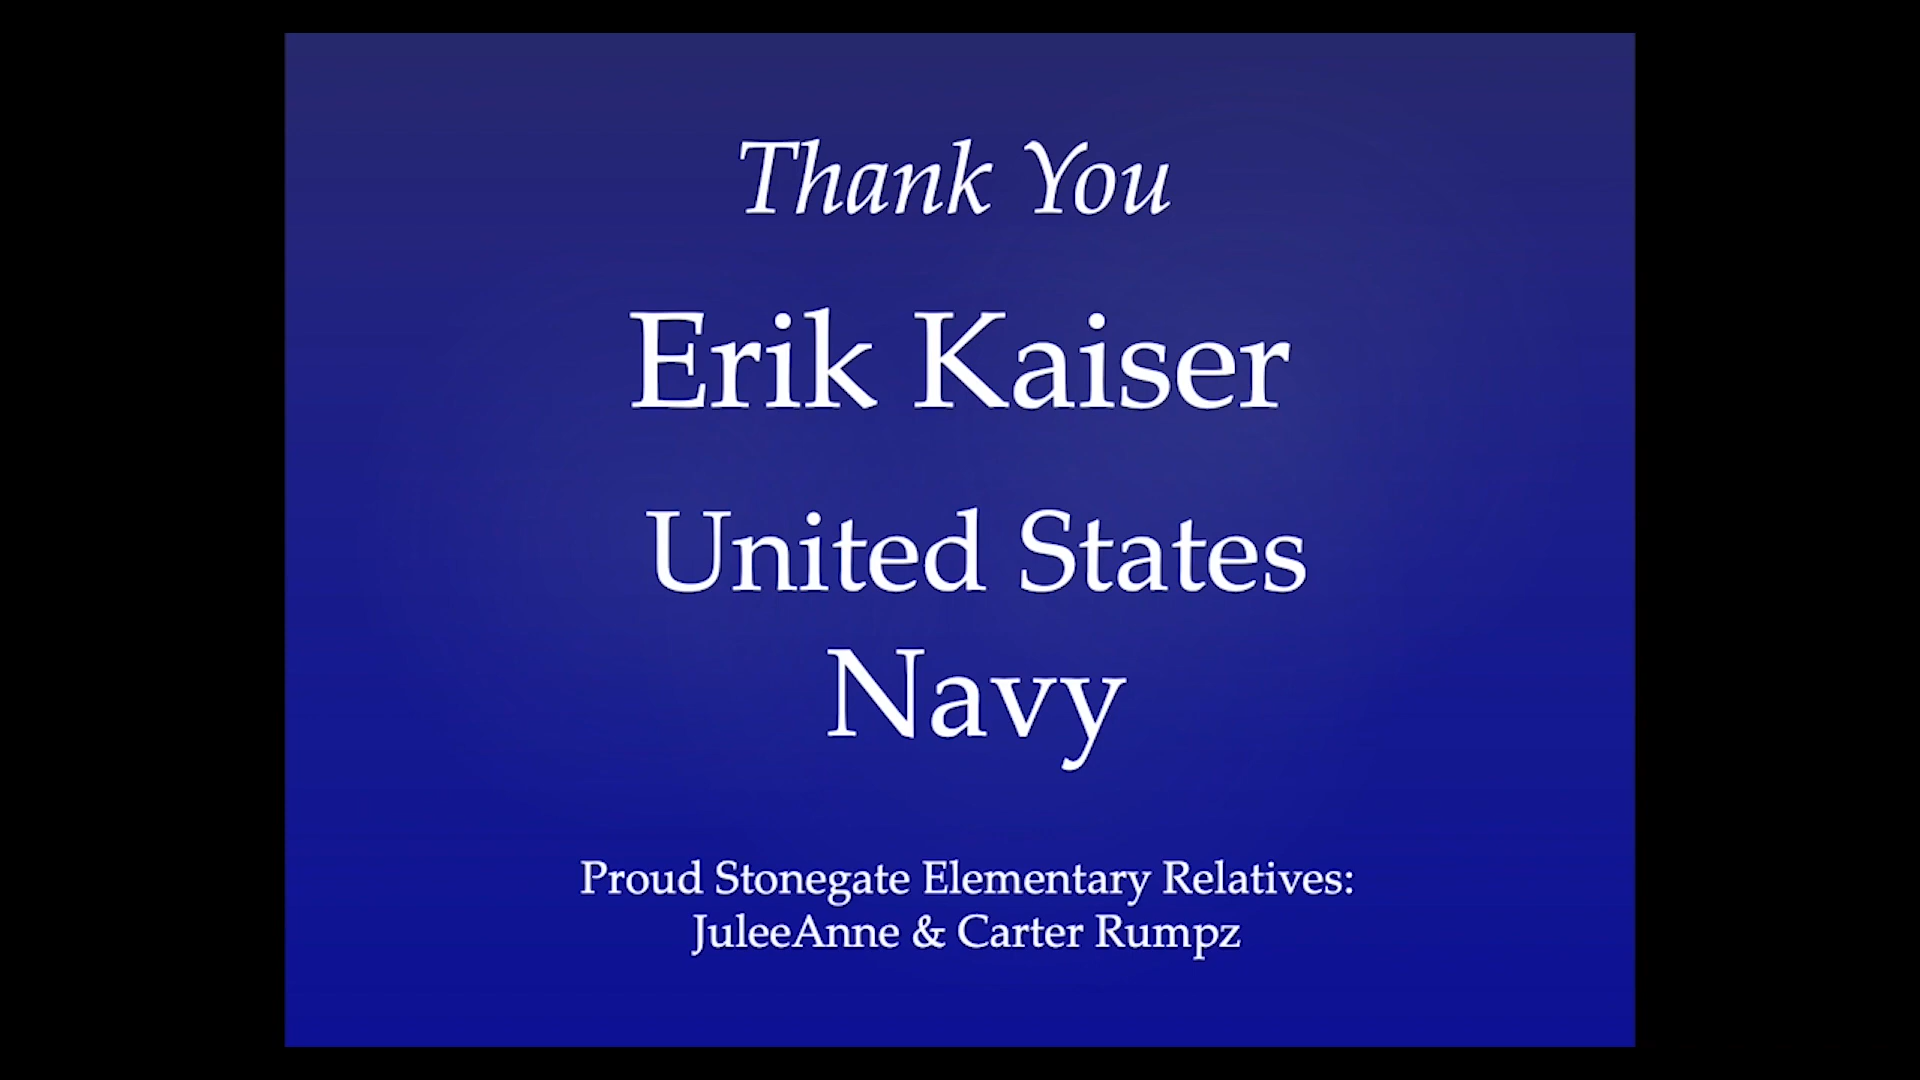 Thank You
Erik Kaiser
United States
Navy
Proud Stonegate Elementary Relatives:
JuleeAnne & Carter Rumpz